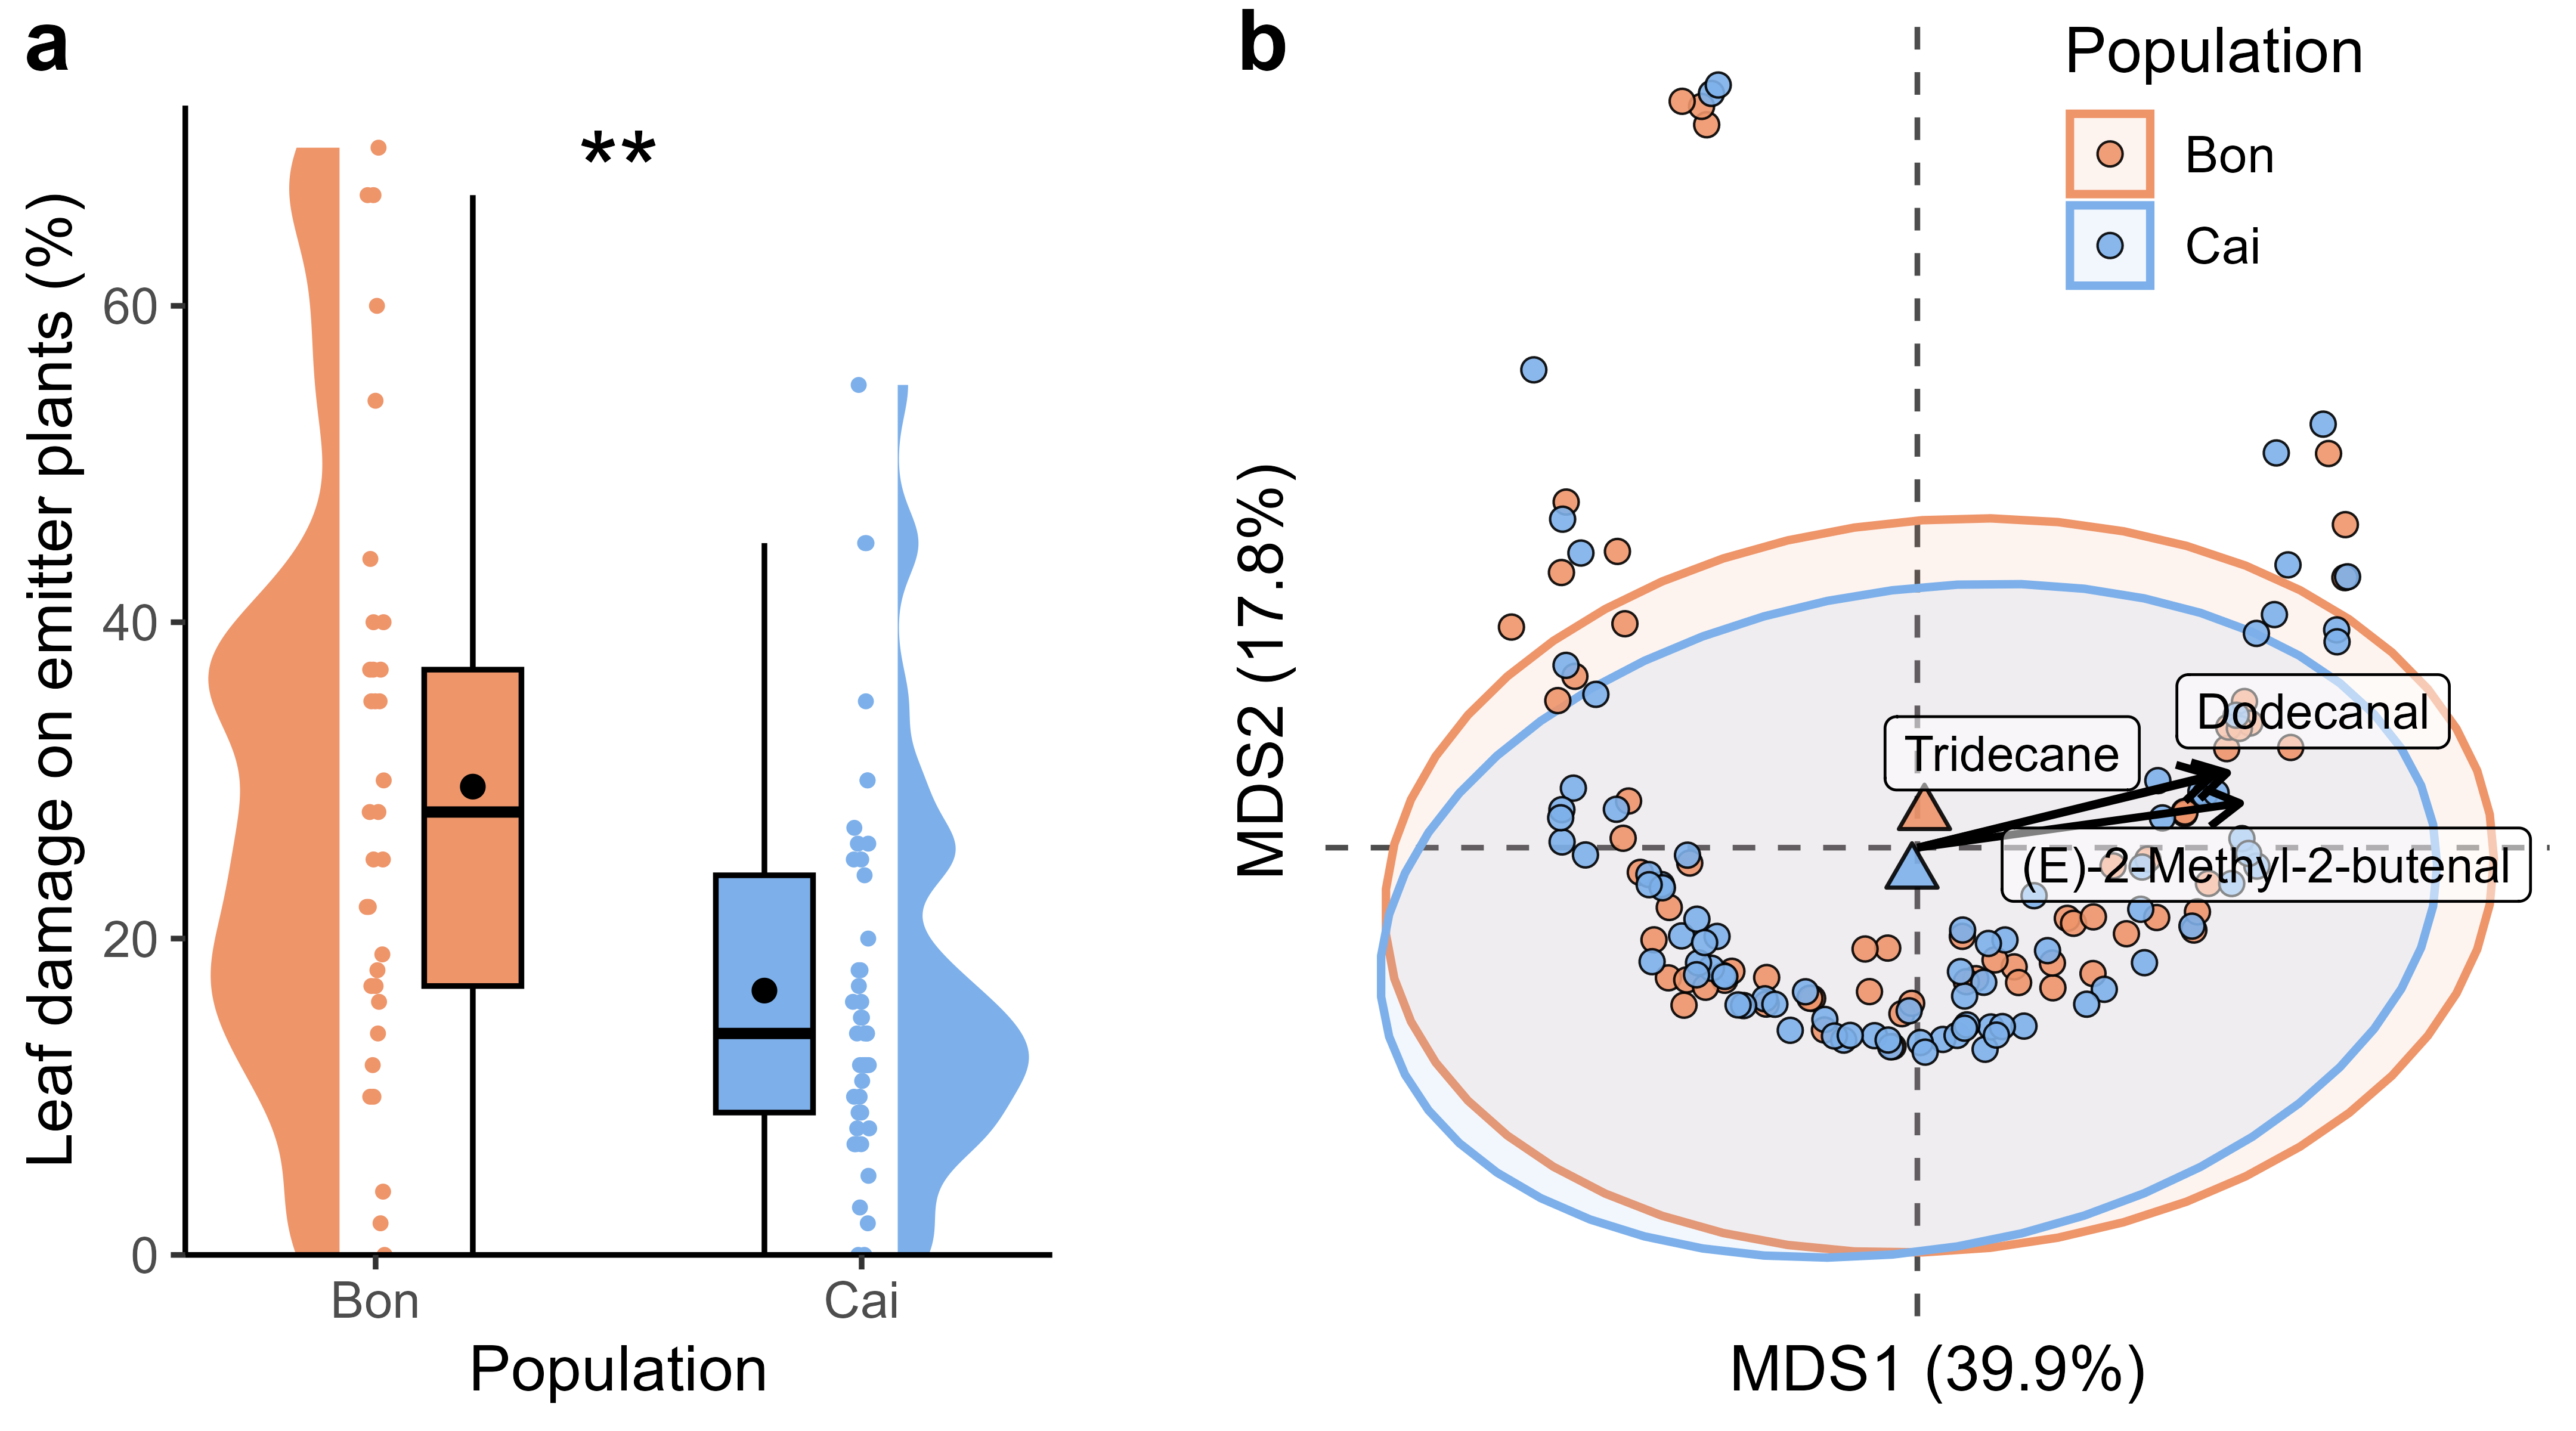 a
**
Leaf damage on emitter plants (%)
60
40
20
0
Bon
Cai
Population
b
Population
Bon
Cai
MDS2 (17.8%)
Dodecanal
Tridecane
(E)-2-Methyl-2-butenal
MDS1 (39.9%)